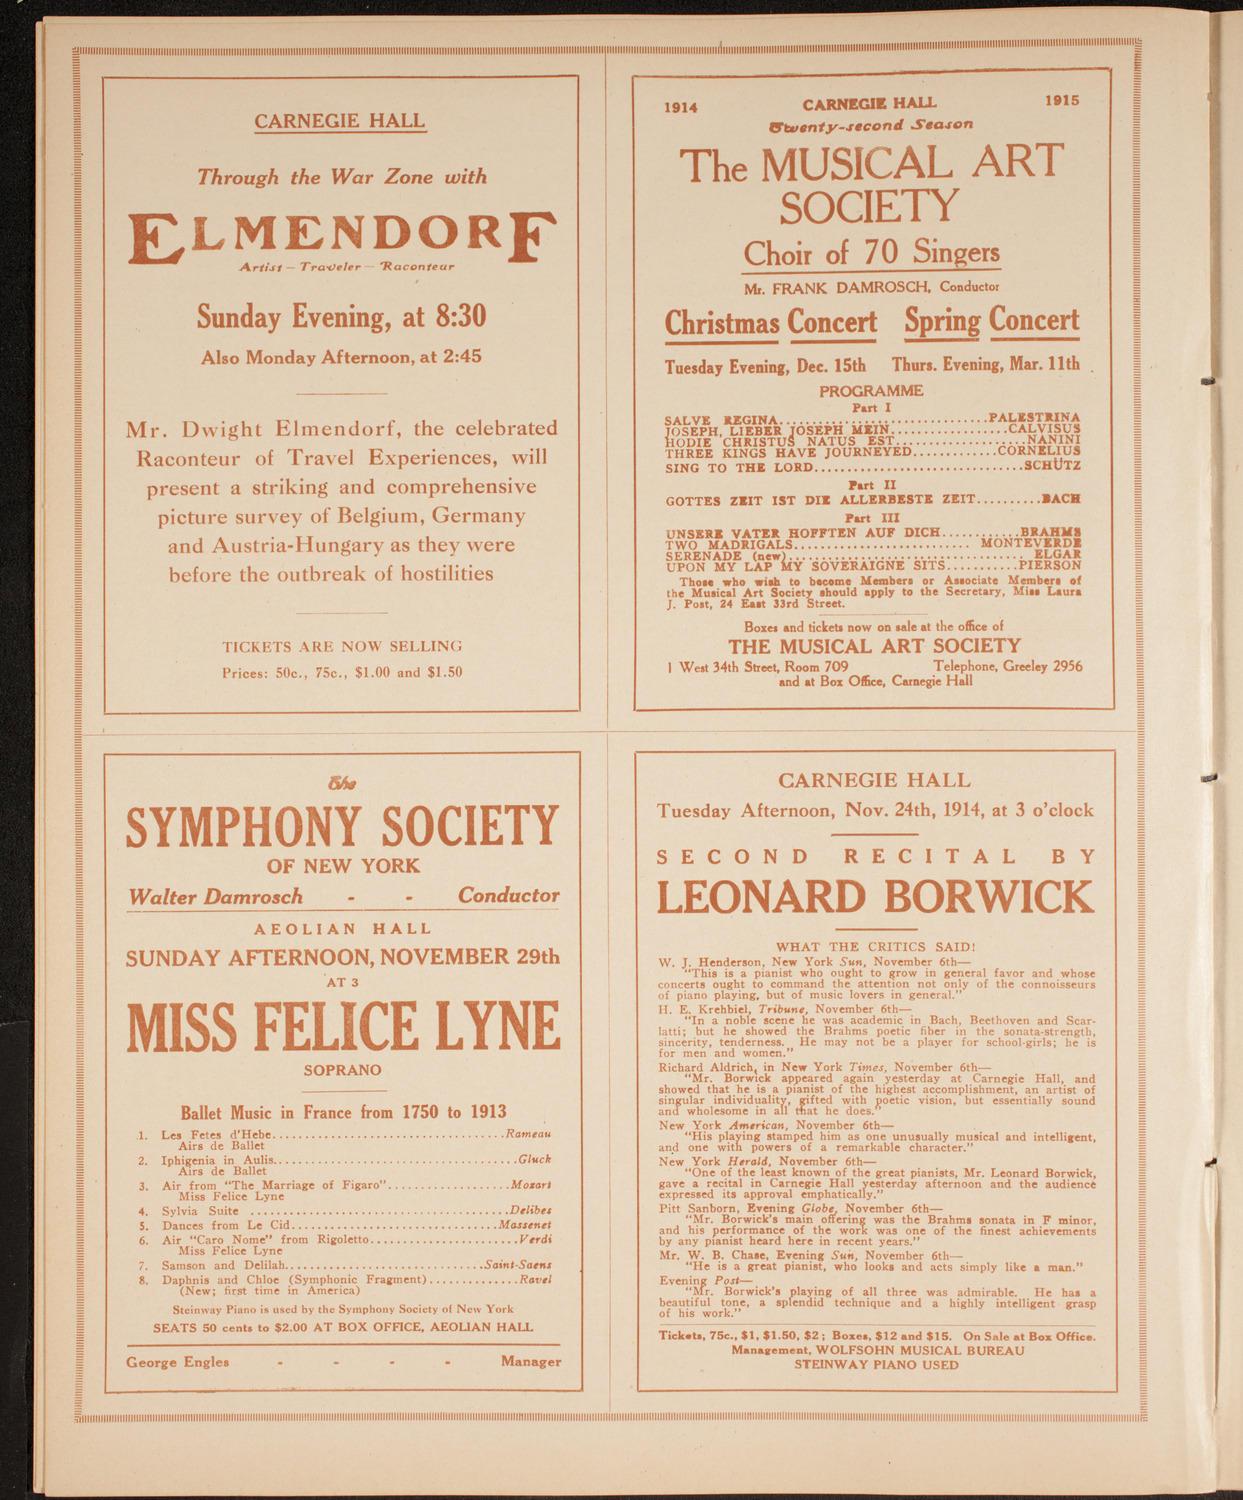 CARNEGIE HALL
Through the War Zone with
ELMENDORF
Artist — Traveler — Raconteur
Sunday Evening, at 8:30
Also Monday Afternoon, at 2:45
Mr. Dwight Elmendorf, the celebrated
Raconteur of Travel Experiences, will
present a striking and comprehensive
picture survey of Belgium, Germany
and Austria-Hungary as they were
before the outbreak of hostilities
TICKETS ARE NOW SELLING
Prices: 50c., 75c., $1.00 and $1.50
1914 CARNEGIE HALL 1915
Twenty-second Season
The MUSICAL ART
SOCIETY
Choir of 70 Singers
Mr. FRANK DAMROSCH, Conductor
Christmas Concert Spring Concert
Tuesday Evening, Dec. 15th Thurs. Evening, Mar. 11th
PROGRAMME
Part I
SALVE REGINA................................PALESTRINA
JOSEPH, LIEBER JOSEPH MEIN..................CALVISUS
HODIE CHRISTUS NATUS EST....................NANINI
THREE KINGS HAVE JOURNEYED.............CORNELIUS
SING TO THE LORD................................SCHÜTZ
Part II
GOTTES ZEIT IST DIE ALLERBESTE ZEIT..........BACH
Part III
UNSERE VATER HOFFTEN AUF DICH............BRAHMS
TWO MADRIGALS........................... MONTEVERDE
SERENADE (new).................................... ELGAR
UPON MY LAP MY SOVERAIGNE SITS...........PIERSON
Those who wish to become Members or Associate Members of
the Musical Art Society should apply to the Secretary, Miss Laura
J. Post, 24 East 33rd Street.
Boxes and tickets now on sale at the office of
THE MUSICAL ART SOCIETY
1 West 34th Street, Room 709 Telephone, Greeley 2956
and at Box Office, Carnegie Hall
The
SYMPHONY SOCIETY
OF NEW YORK
Walter Damrosch - - Conductor
AEOLIAN HALL
SUNDAY AFTERNOON, NOVEMBER 29th
AT 3
MISS FELICE LYNE
SOPRANO
Ballet Music in France from 1750 to 1913
1. Les Fetes d'Hebe...................................Rameau
Airs de Ballet
2. Iphigenia in Aulis.....................................Gluck
Airs de Ballet
3. Air from "The Marriage of Figaro"..................Mozart
Miss Felice Lyne
4. Sylvia Suite .......................................Delibes
5. Dances from Le Cid...............................Massenet
6. Air "Caro Nome" from Rigoletto......................Verdi
Miss Felice Lyne
7. Samson and Delilah..............................Saint-Saens
8. Daphnis and Chloe (Symphonic Fragment)..............Ravel
(New; first time in America)
Steinway Piano is used by the Symphony Society of New York
SEATS 50 cents to $2.00 AT BOX OFFICE, AEOLIAN HALL
George Engles - - - - Manager
CARNEGIE HALL
Tuesday Afternoon, Nov. 24th, 1914, at 3 o'clock
SECOND RECITAL BY
LEONARD BORWICK
WHAT THE CRITICS SAID!
W. J. Henderson, New York Sun, November 6th—
"This is a pianist who ought to grow in general favor and whose
concerts ought to command the attention not only of the connoisseurs
of piano playing, but of music lovers in general."
H. E. Krehbiel, Tribune, November 6th—
"In a noble scene he was academic in Bach, Beethoven and Scar-
latti; but he showed the Brahms poetic fiber in the sonata-strength,
sincerity, tenderness. He may not be a player for school-girls; he is
for men and women."
Richard Aldrich, in New York Times, November 6th—
"Mr. Borwick appeared again yesterday at Carnegie Hall, and
showed that he is a pianist of the highest accomplishment, an artist of
singular individuality, gifted with poetic vision, but essentially sound
and wholesome in all that he does."
New York American, November 6th—
"His playing stamped him as one unusually musical and intelligent,
and one with powers of a remarkable character."
New York Herald, November 6th—
"One of the least known of the great pianists, Mr. Leonard Borwick,
gave a recital in Carnegie Hall yesterday afternoon and the audience
expressed its approval emphatically."
Pitt Sanborn, Evening Globe, November 6th—
"Mr. Borwick's main offering was the Brahms sonata in F minor,
and his performance of the work was one of the finest achievements
by any pianist heard here in recent years."
Mr. W. B. Chase, Evening Sun, November 6th—
"He is a great pianist, who looks and acts simply like a man."
Evening Post—
"Mr. Borwick's playing of all three was admirable. He has a
beautiful tone, a splendid technique and a highly intelligent grasp
of his work."
Tickets, 75c., $1, $1.50, $2; Boxes, $12 and $15. On Sale at Box Office.
Management, WOLFSOHN MUSICAL BUREAU
STEINWAY PIANO USED